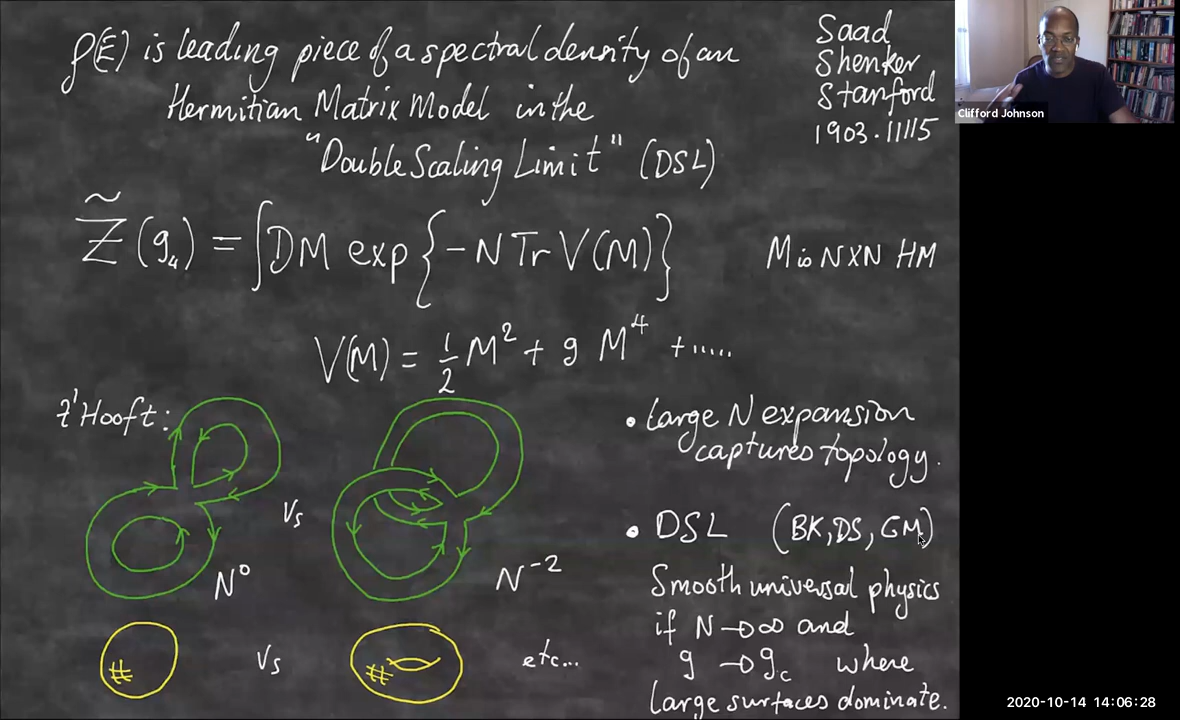 ρ(E) is leading piece of a spectral density of an
Hermitian Matrix Model in the
"Double Scaling Limit" (DSL)
Saad
Shenker
Stanford
1903.11115
Clifford Johnson
Z̃(g₄) = ∫DM exp{-N Tr V(M)}
M is NXN HM
V(M) = ½M² + g M⁴ + .....
't Hooft:
Vs
N⁰
N⁻²
Vs
etc...
• Large N expansion
captures topology.
• DSL (BK, DS, GM)
Smooth universal physics
if N → ∞ and
g → g_c where
large surfaces dominate.
2020-10-14 14:06:28